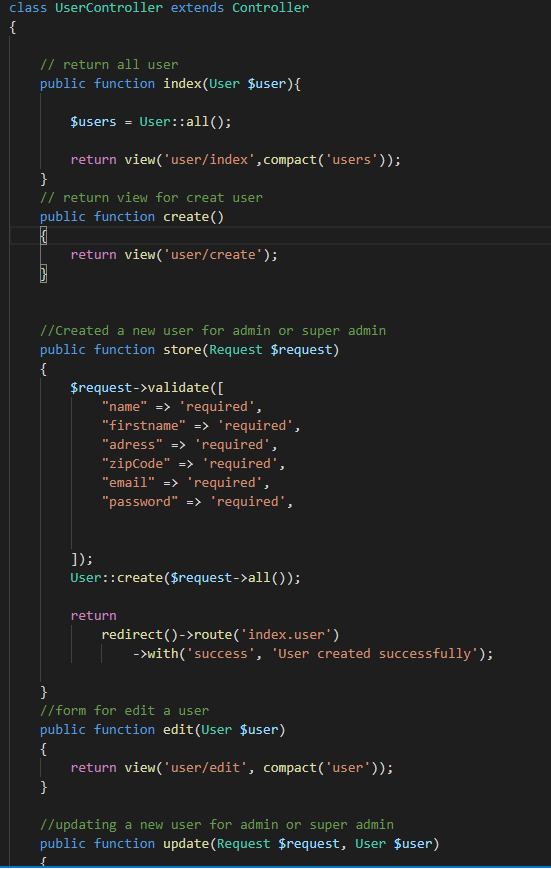 class UserController extends Controller
{
// return all user
public function index(User $user){
$users = User::all();
return view('user/index',compact('users'));
}
// return view for creat user
public function create()
{
return view('user/create');
}
//Created a new user for admin or super admin
public function store(Request $request)
{
$request->validate([
"name" => 'required',
"firstname" => 'required',
"adress" => 'required',
"zipCode" => 'required',
"email" => 'required',
"password" => 'required',
]);
User::create($request->all());
return
redirect()->route('index.user')
->with('success', 'User created successfully');
}
//form for edit a user
public function edit(User $user)
{
return view('user/edit', compact('user'));
}
//updating a new user for admin or super admin
public function update(Request $request, User $user)
{